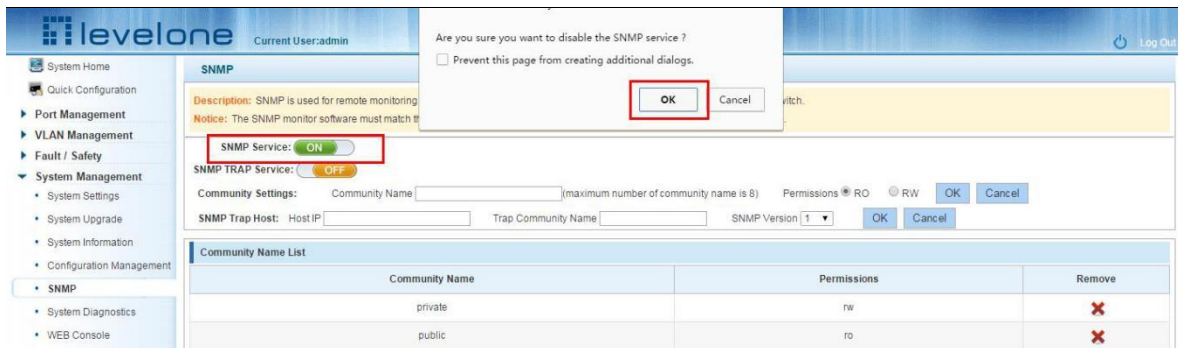 levelone
Current User:admin
Log Out
Are you sure you want to disable the SNMP service ?
Prevent this page from creating additional dialogs.
OK Cancel
System Home
Quick Configuration
Port Management
VLAN Management
Fault / Safety
System Management
System Settings
System Upgrade
System Information
Configuration Management
SNMP
System Diagnostics
WEB Console
SNMP
Description: SNMP is used for remote monitoring itch.
Notice: The SNMP monitor software must match th
SNMP Service: ON
SNMP TRAP Service: OFF
Community Settings: Community Name (maximum number of community name is 8) Permissions RO RW OK Cancel
SNMP Trap Host: Host IP Trap Community Name SNMP Version 1 OK Cancel
Community Name List
Community Name Permissions Remove
private rw
public ro